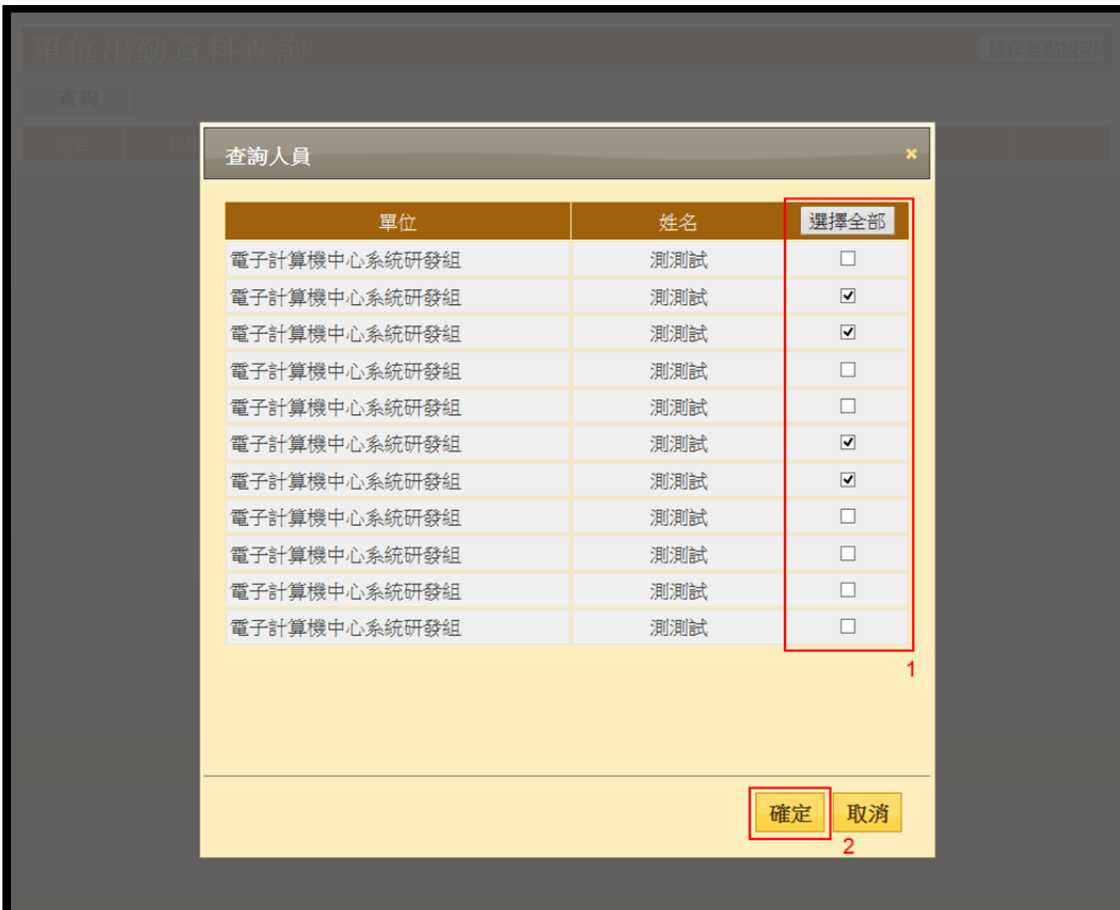 單位出勤資料查詢 操作要點說明
查詢
姓名
查詢人員
單位 姓名 選擇全部
電子計算機中心系統研發組 測測試
電子計算機中心系統研發組 測測試
電子計算機中心系統研發組 測測試
電子計算機中心系統研發組 測測試
電子計算機中心系統研發組 測測試
電子計算機中心系統研發組 測測試
電子計算機中心系統研發組 測測試
電子計算機中心系統研發組 測測試
電子計算機中心系統研發組 測測試
電子計算機中心系統研發組 測測試
電子計算機中心系統研發組 測測試
1
確定 取消
2